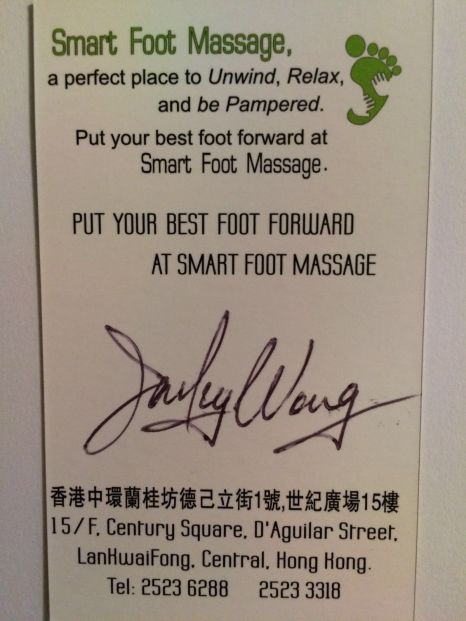 Smart Foot Massage,
a perfect place to Unwind, Relax,
and be Pampered.
Put your best foot forward at
Smart Foot Massage.
PUT YOUR BEST FOOT FORWARD
AT SMART FOOT MASSAGE
Wong
香港中環蘭桂坊德己立街1號,世紀廣場15樓
15/F, Century Square, D'Aguilar Street,
LanKwaiFong, Central, Hong Kong.
Tel: 2523 6288 2523 3318